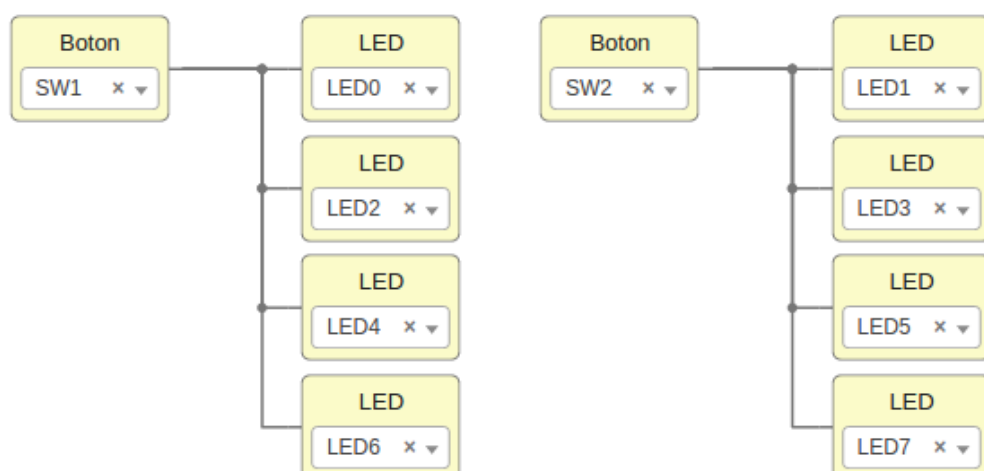 Boton
SW1
LED
LED0
LED
LED2
LED
LED4
LED
LED6
Boton
SW2
LED
LED1
LED
LED3
LED
LED5
LED
LED7